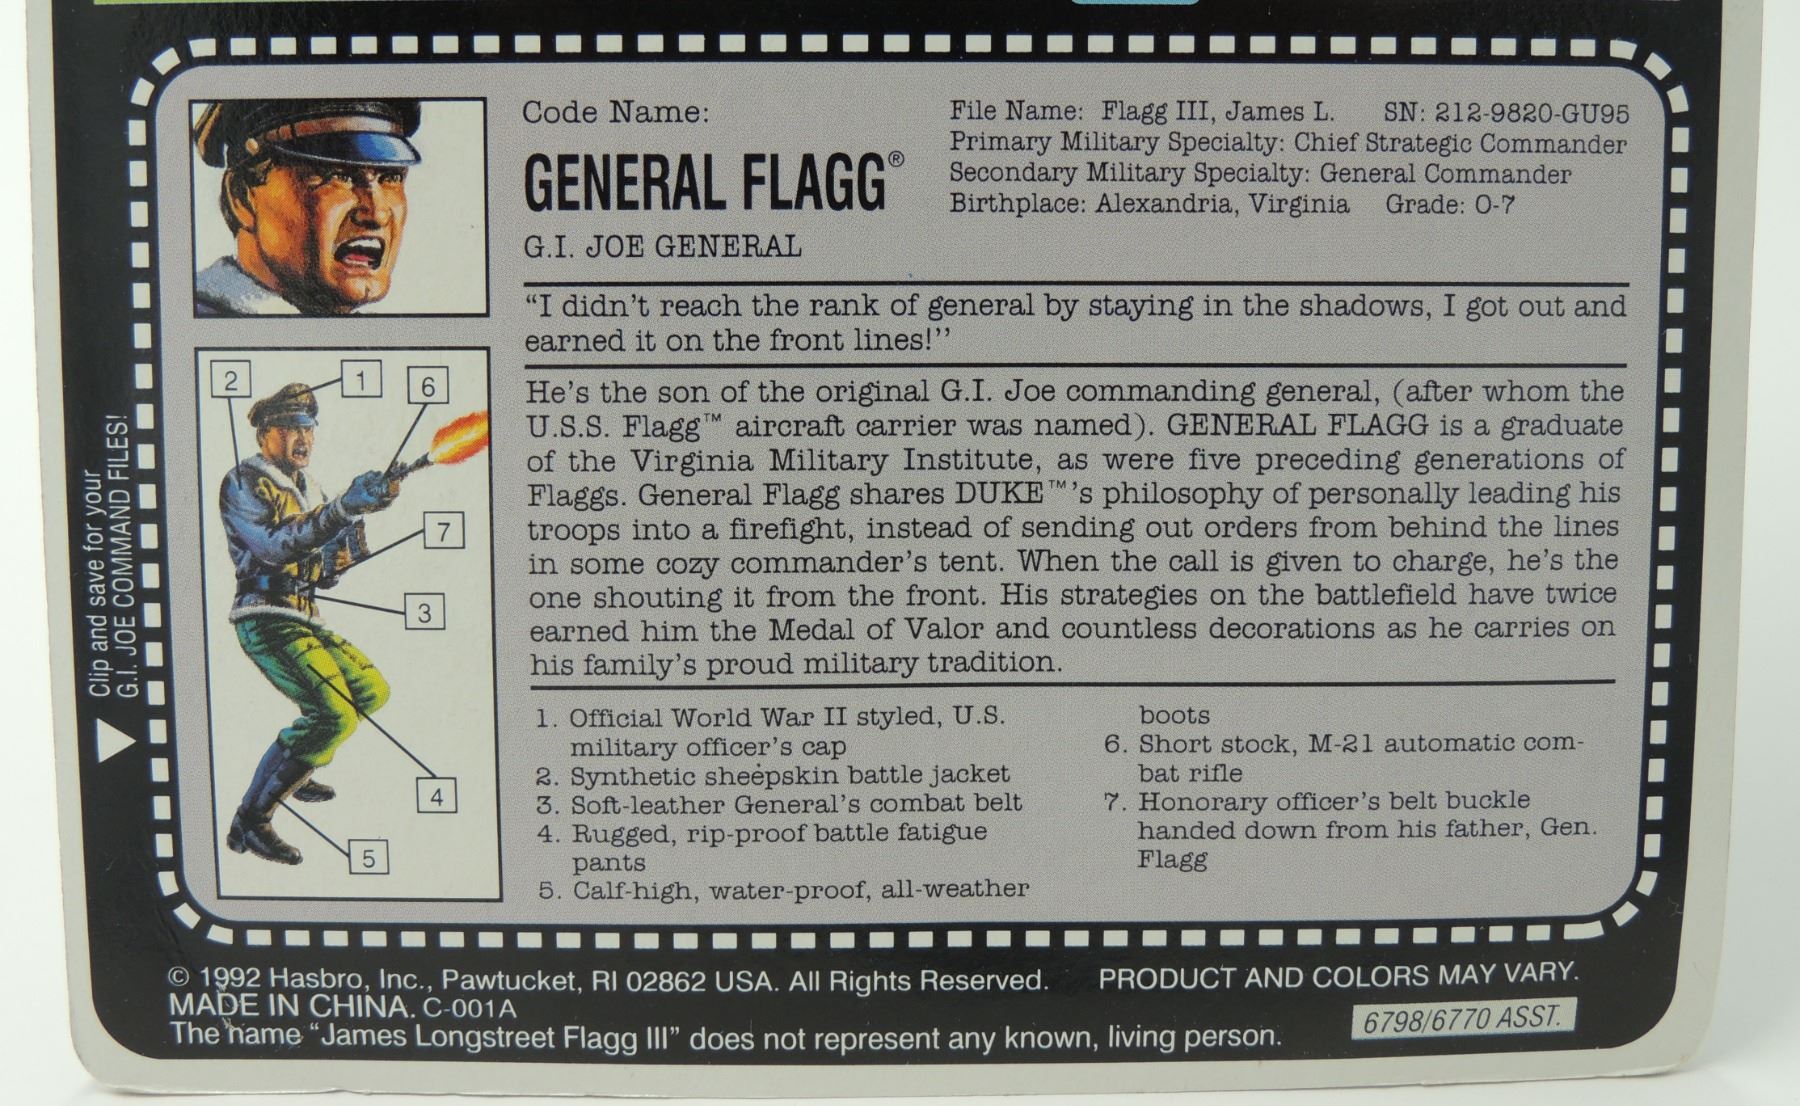 Code Name:
GENERAL FLAGG®
G.I. JOE GENERAL
File Name: Flagg III, James L. SN: 212-9820-GU95
Primary Military Specialty: Chief Strategic Commander
Secondary Military Specialty: General Commander
Birthplace: Alexandria, Virginia Grade: O-7
“I didn’t reach the rank of general by staying in the shadows, I got out and
earned it on the front lines!’’
He’s the son of the original G.I. Joe commanding general, (after whom the
U.S.S. Flagg™ aircraft carrier was named). GENERAL FLAGG is a graduate
of the Virginia Military Institute, as were five preceding generations of
Flaggs. General Flagg shares DUKE™’s philosophy of personally leading his
troops into a firefight, instead of sending out orders from behind the lines
in some cozy commander’s tent. When the call is given to charge, he’s the
one shouting it from the front. His strategies on the battlefield have twice
earned him the Medal of Valor and countless decorations as he carries on
his family’s proud military tradition.
2
1
6
7
3
4
5
1. Official World War II styled, U.S.
military officer’s cap
2. Synthetic sheepskin battle jacket
3. Soft-leather General’s combat belt
4. Rugged, rip-proof battle fatigue
pants
5. Calf-high, water-proof, all-weather
boots
6. Short stock, M-21 automatic com-
bat rifle
7. Honorary officer’s belt buckle
handed down from his father, Gen.
Flagg
Clip and save for your
G.I. JOE COMMAND FILES!
© 1992 Hasbro, Inc., Pawtucket, RI 02862 USA. All Rights Reserved. PRODUCT AND COLORS MAY VARY.
MADE IN CHINA. C-001A
The name “James Longstreet Flagg III” does not represent any known, living person.
6798/6770 ASST.